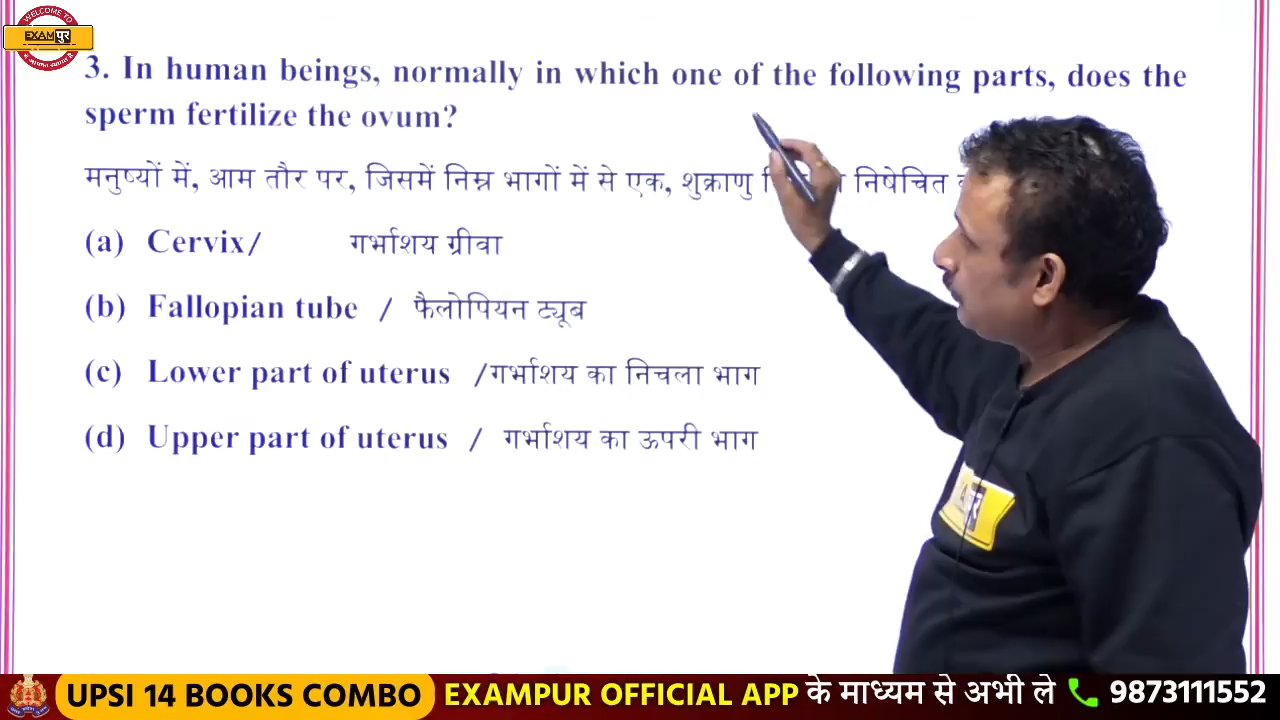 WELCOME TO
EXAMपुर
3. In human beings, normally in which one of the following parts, does the
sperm fertilize the ovum?
मनुष्यों में, आम तौर पर, जिसमें निम्न भागों में से एक, शुक्राणु निषेचित
(a) Cervix/ गर्भाशय ग्रीवा
(b) Fallopian tube / फैलोपियन ट्यूब
(c) Lower part of uterus /गर्भाशय का निचला भाग
(d) Upper part of uterus / गर्भाशय का ऊपरी भाग
UPSI 14 BOOKS COMBO EXAMPUR OFFICIAL APP के माध्यम से अभी ले 9873111552